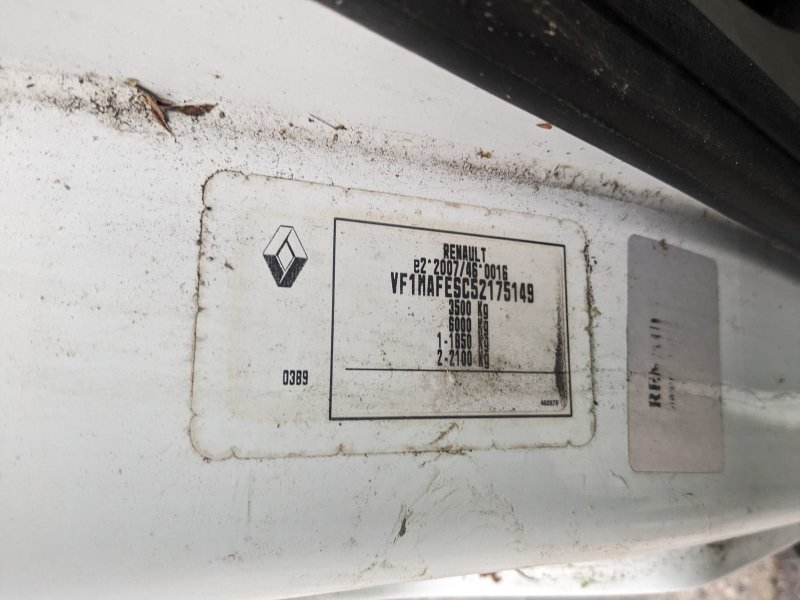 RENAULT
e2*2007/46*0016
VF1MAFESC52175149
3500 Kg
6000 Kg
1-1850 Kg
2-2100 Kg
0389